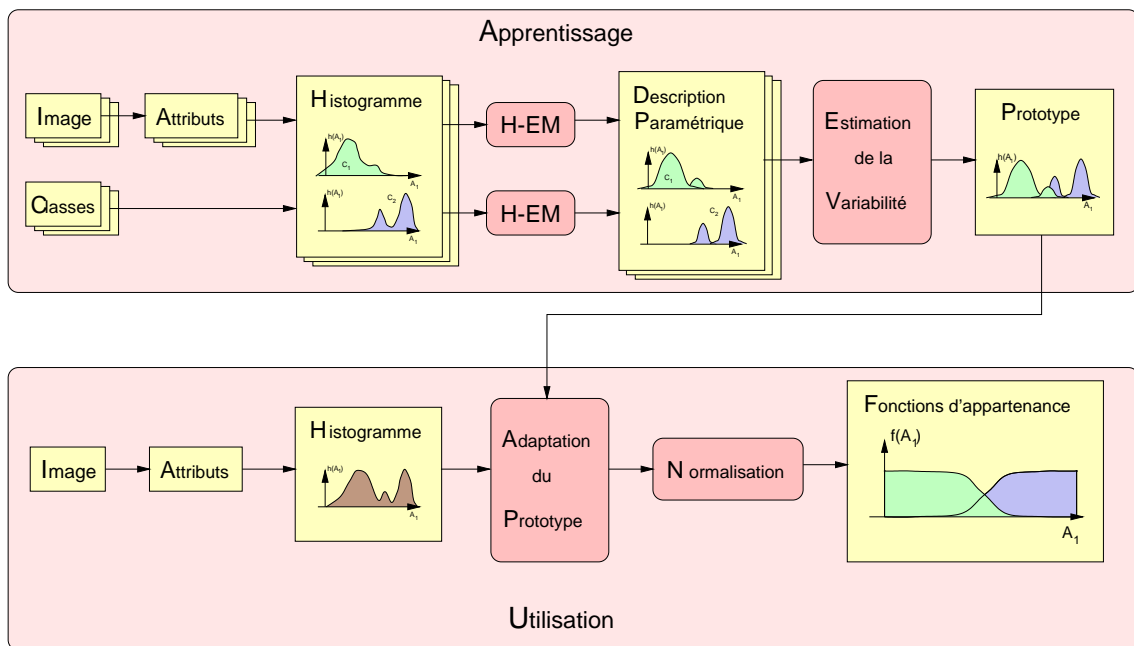 Apprentissage
Image
Attributs
Classes
Histogramme
h(A1)
C1
A1
h(A1)
C2
A1
H-EM
H-EM
Description
Paramétrique
h(A1)
C1
A1
h(A1)
C2
A1
Estimation
de la
Variabilité
Prototype
h(A1)
A1
Image
Attributs
Histogramme
h(A1)
A1
Adaptation
du
Prototype
Normalisation
Fonctions d'appartenance
f(A1)
A1
Utilisation